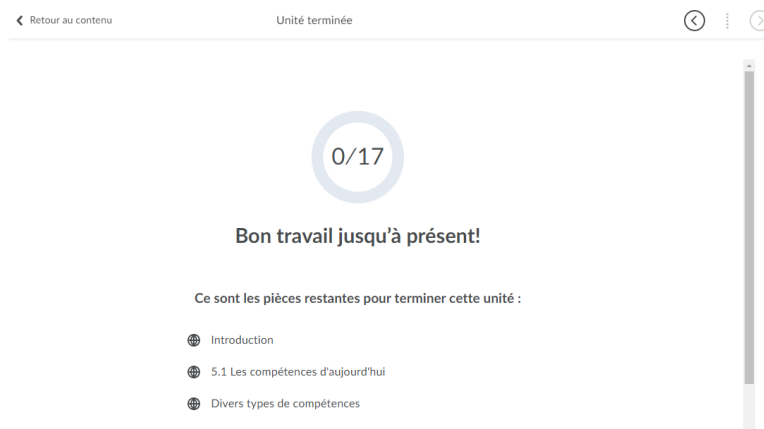 Retour au contenu
Unité terminée
0/17
Bon travail jusqu'à présent!
Ce sont les pièces restantes pour terminer cette unité :
Introduction
5.1 Les compétences d'aujourd'hui
Divers types de compétences